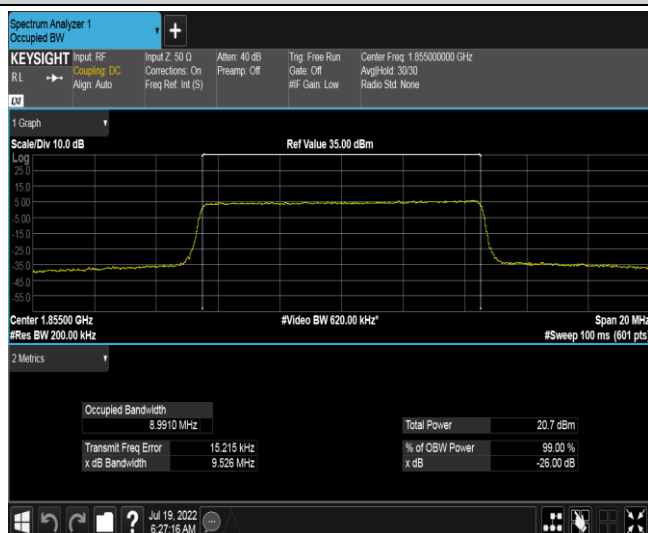 Spectrum Analyzer 1
Occupied BW
+
KEYSIGHT
RL
LXI
Input: RF
Coupling: DC
Align: Auto
Input Z: 50 Ω
Corrections: On
Freq Ref: Int (S)
Atten: 40 dB
Preamp: Off
Trig: Free Run
Gate: Off
#IF Gain: Low
Center Freq: 1.855000000 GHz
Avg|Hold: 30/30
Radio Std: None
1 Graph
Scale/Div 10.0 dB
Ref Value 35.00 dBm
Log
25.0
15.0
5.00
-5.00
-15.0
-25.0
-35.0
-45.0
-55.0
Center 1.85500 GHz
#Video BW 620.00 kHz*
Span 20 MHz
#Res BW 200.00 kHz
#Sweep 100 ms (601 pts)
2 Metrics
Occupied Bandwidth
8.9910 MHz
Total Power 20.7 dBm
Transmit Freq Error 15.215 kHz
% of OBW Power 99.00 %
x dB Bandwidth 9.526 MHz
x dB -26.00 dB
?
Jul 19, 2022
6:27:16 AM